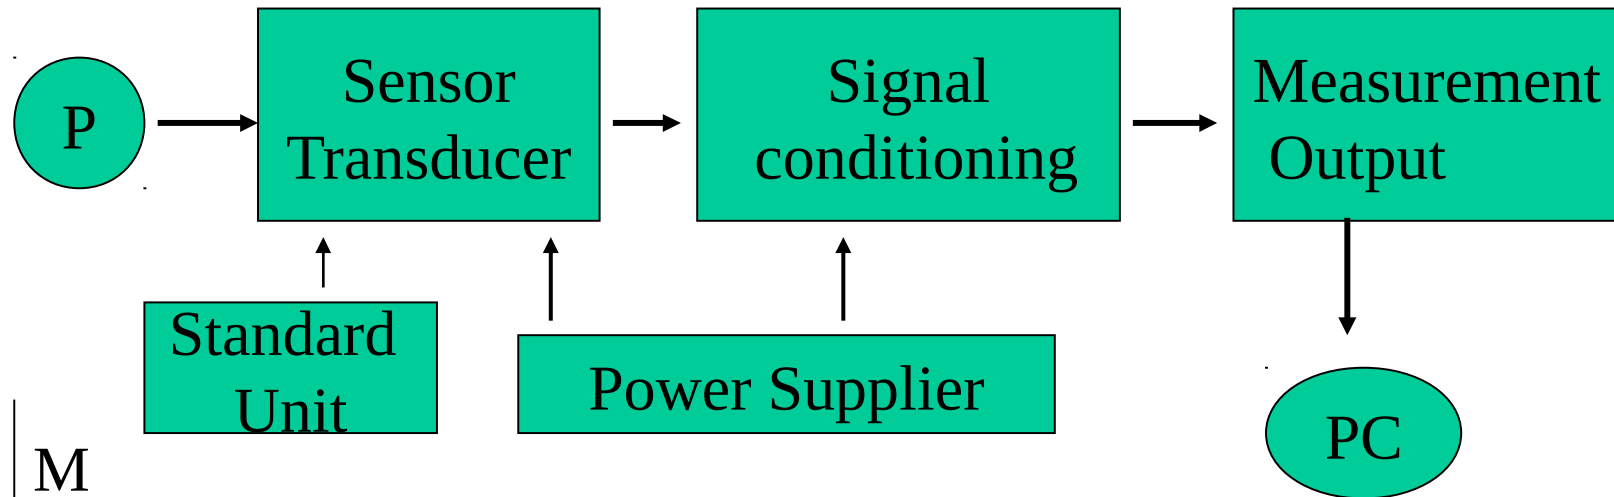 P
Sensor
Transducer
Signal
conditioning
Measurement
Output
Standard
Unit
Power Supplier
PC
M